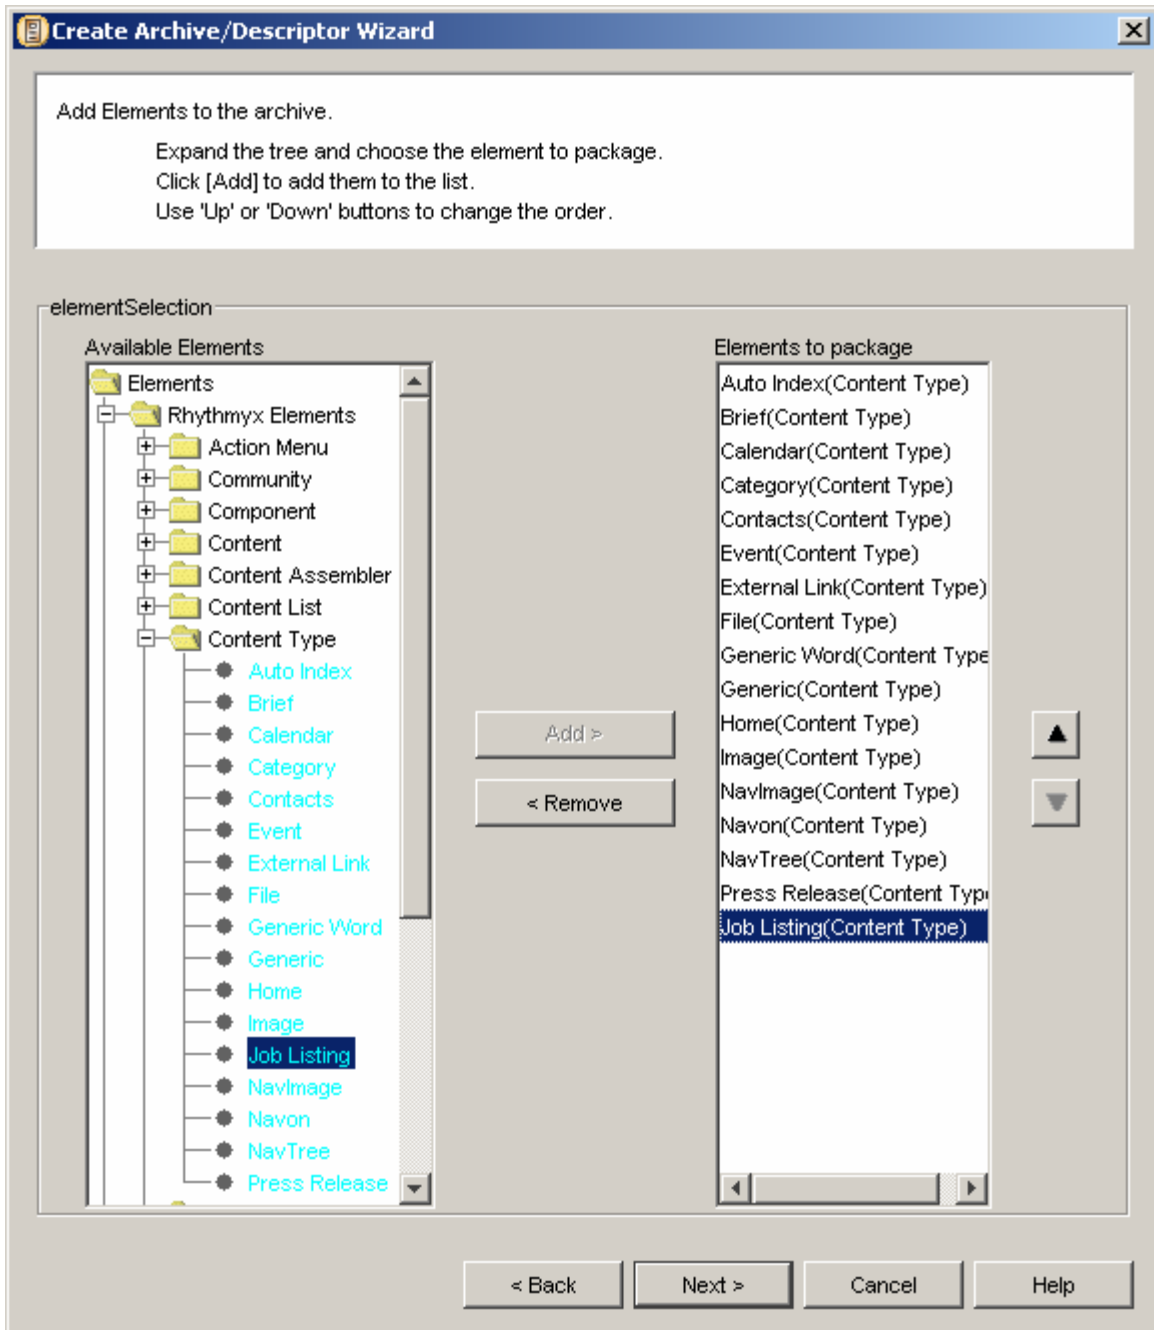 Create Archive/Descriptor Wizard
Add Elements to the archive.
Expand the tree and choose the element to package.
Click [Add] to add them to the list.
Use 'Up' or 'Down' buttons to change the order.
elementSelection
Available Elements
Elements
Rhythmyx Elements
Action Menu
Community
Component
Content
Content Assembler
Content List
Content Type
Auto Index
Brief
Calendar
Category
Contacts
Event
External Link
File
Generic Word
Generic
Home
Image
Job Listing
NavImage
Navon
NavTree
Press Release
Add >
< Remove
Elements to package
Auto Index(Content Type)
Brief(Content Type)
Calendar(Content Type)
Category(Content Type)
Contacts(Content Type)
Event(Content Type)
External Link(Content Type)
File(Content Type)
Generic Word(Content Type
Generic(Content Type)
Home(Content Type)
Image(Content Type)
NavImage(Content Type)
Navon(Content Type)
NavTree(Content Type)
Press Release(Content Typ
Job Listing(Content Type)
< Back
Next >
Cancel
Help